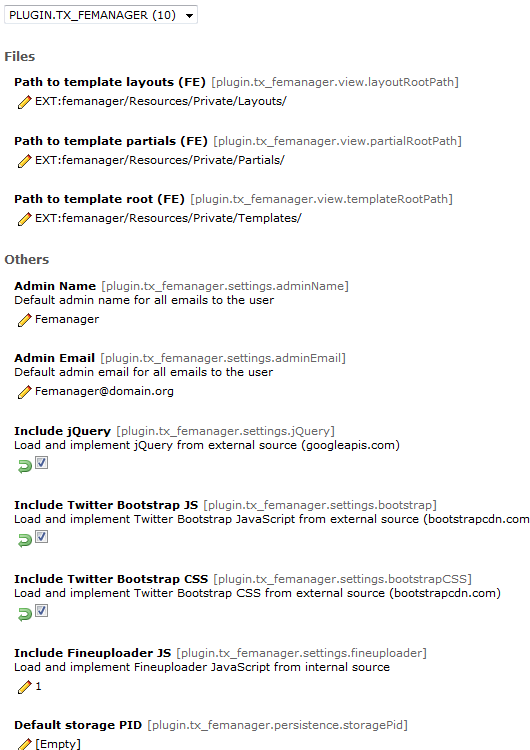 PLUGIN.TX_FEMANAGER (10)
Files
Path to template layouts (FE) [plugin.tx_femanager.view.layoutRootPath]
EXT:femanager/Resources/Private/Layouts/
Path to template partials (FE) [plugin.tx_femanager.view.partialRootPath]
EXT:femanager/Resources/Private/Partials/
Path to template root (FE) [plugin.tx_femanager.view.templateRootPath]
EXT:femanager/Resources/Private/Templates/
Others
Admin Name [plugin.tx_femanager.settings.adminName]
Default admin name for all emails to the user
Femanager
Admin Email [plugin.tx_femanager.settings.adminEmail]
Default admin email for all emails to the user
Femanager@domain.org
Include jQuery [plugin.tx_femanager.settings.jQuery]
Load and implement jQuery from external source (googleapis.com)
Include Twitter Bootstrap JS [plugin.tx_femanager.settings.bootstrap]
Load and implement Twitter Bootstrap JavaScript from external source (bootstrapcdn.com
Include Twitter Bootstrap CSS [plugin.tx_femanager.settings.bootstrapCSS]
Load and implement Twitter Bootstrap CSS from external source (bootstrapcdn.com)
Include Fineuploader JS [plugin.tx_femanager.settings.fineuploader]
Load and implement Fineuploader JavaScript from internal source
1
Default storage PID [plugin.tx_femanager.persistence.storagePid]
[Empty]